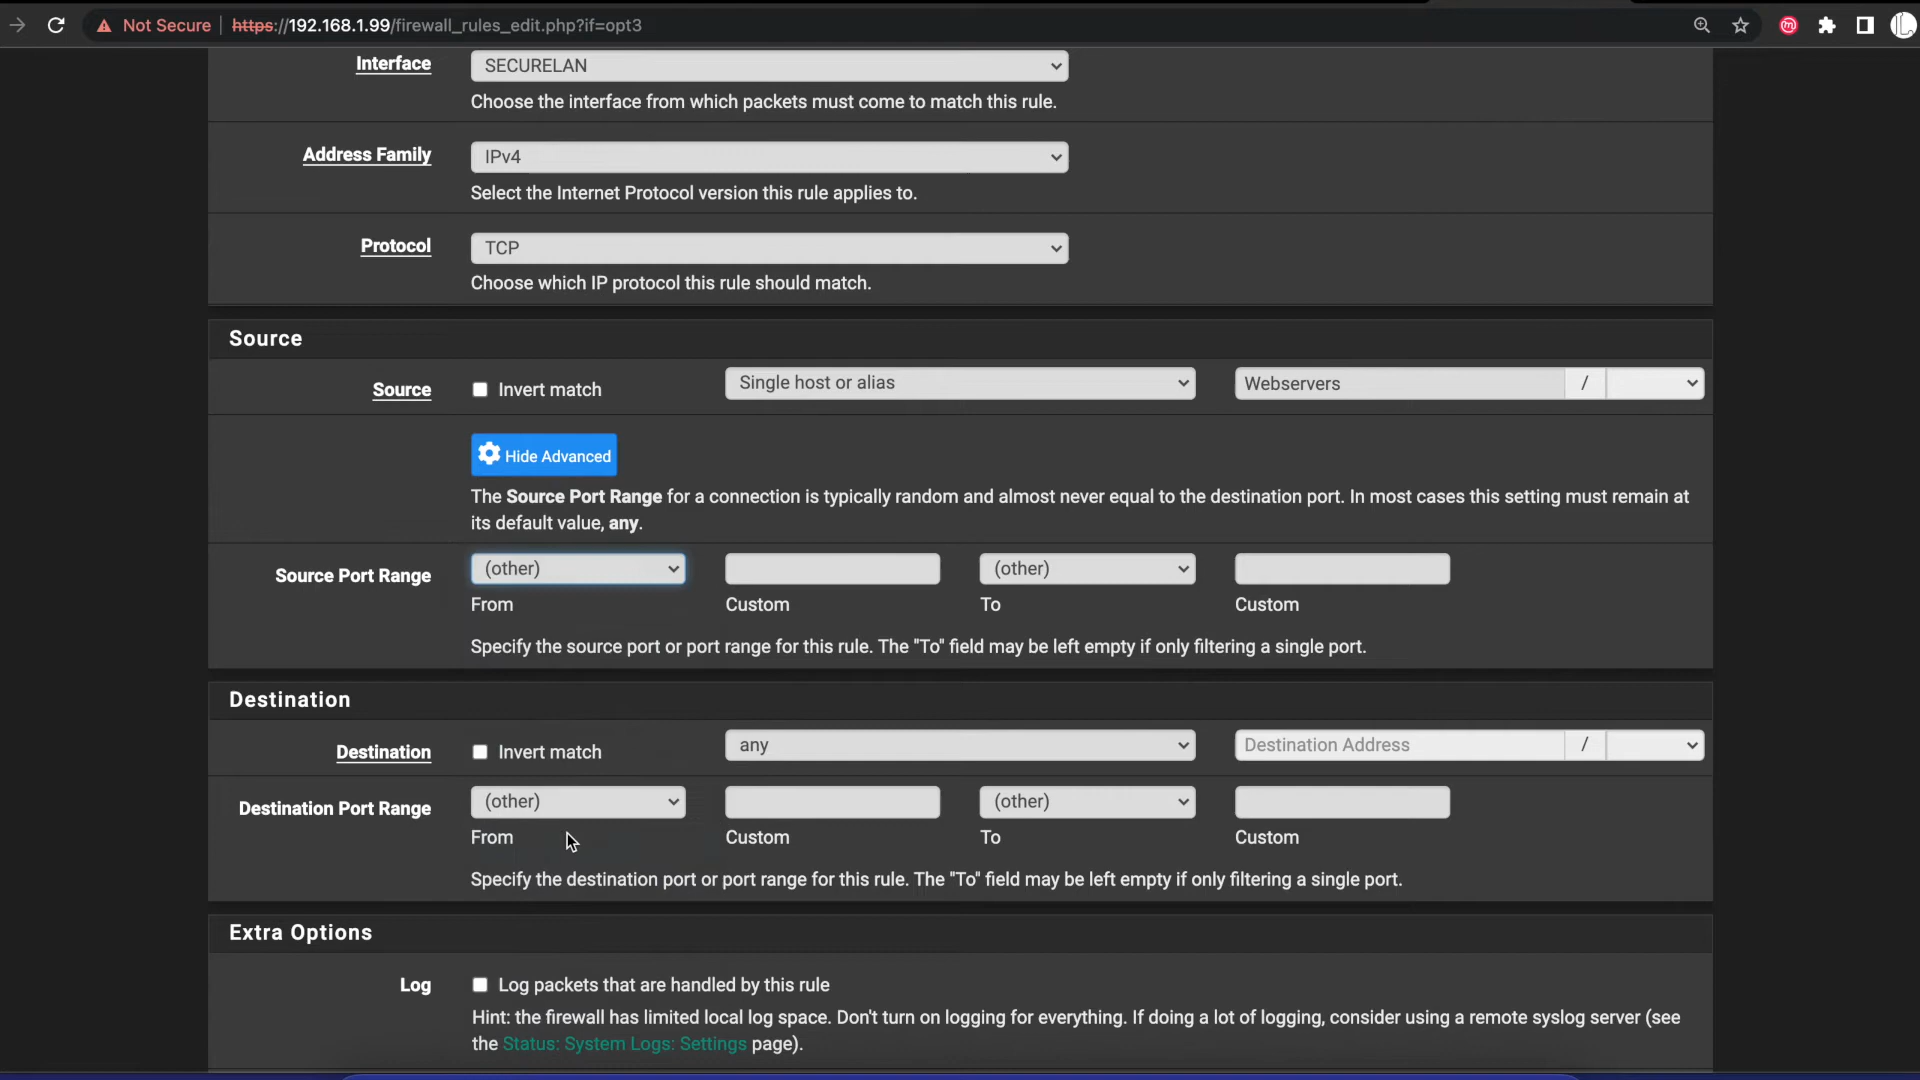 Not Secure https://192.168.1.99/firewall_rules_edit.php?if=opt3
Interface SECURELAN
Choose the interface from which packets must come to match this rule.
Address Family IPv4
Select the Internet Protocol version this rule applies to.
Protocol TCP
Choose which IP protocol this rule should match.
Source
Source Invert match Single host or alias Webservers /
Hide Advanced
The Source Port Range for a connection is typically random and almost never equal to the destination port. In most cases this setting must remain at
its default value, any.
Source Port Range (other) (other)
From Custom To Custom
Specify the source port or port range for this rule. The "To" field may be left empty if only filtering a single port.
Destination
Destination Invert match any Destination Address /
Destination Port Range (other) (other)
From Custom To Custom
Specify the destination port or port range for this rule. The "To" field may be left empty if only filtering a single port.
Extra Options
Log Log packets that are handled by this rule
Hint: the firewall has limited local log space. Don't turn on logging for everything. If doing a lot of logging, consider using a remote syslog server (see
the Status: System Logs: Settings page).